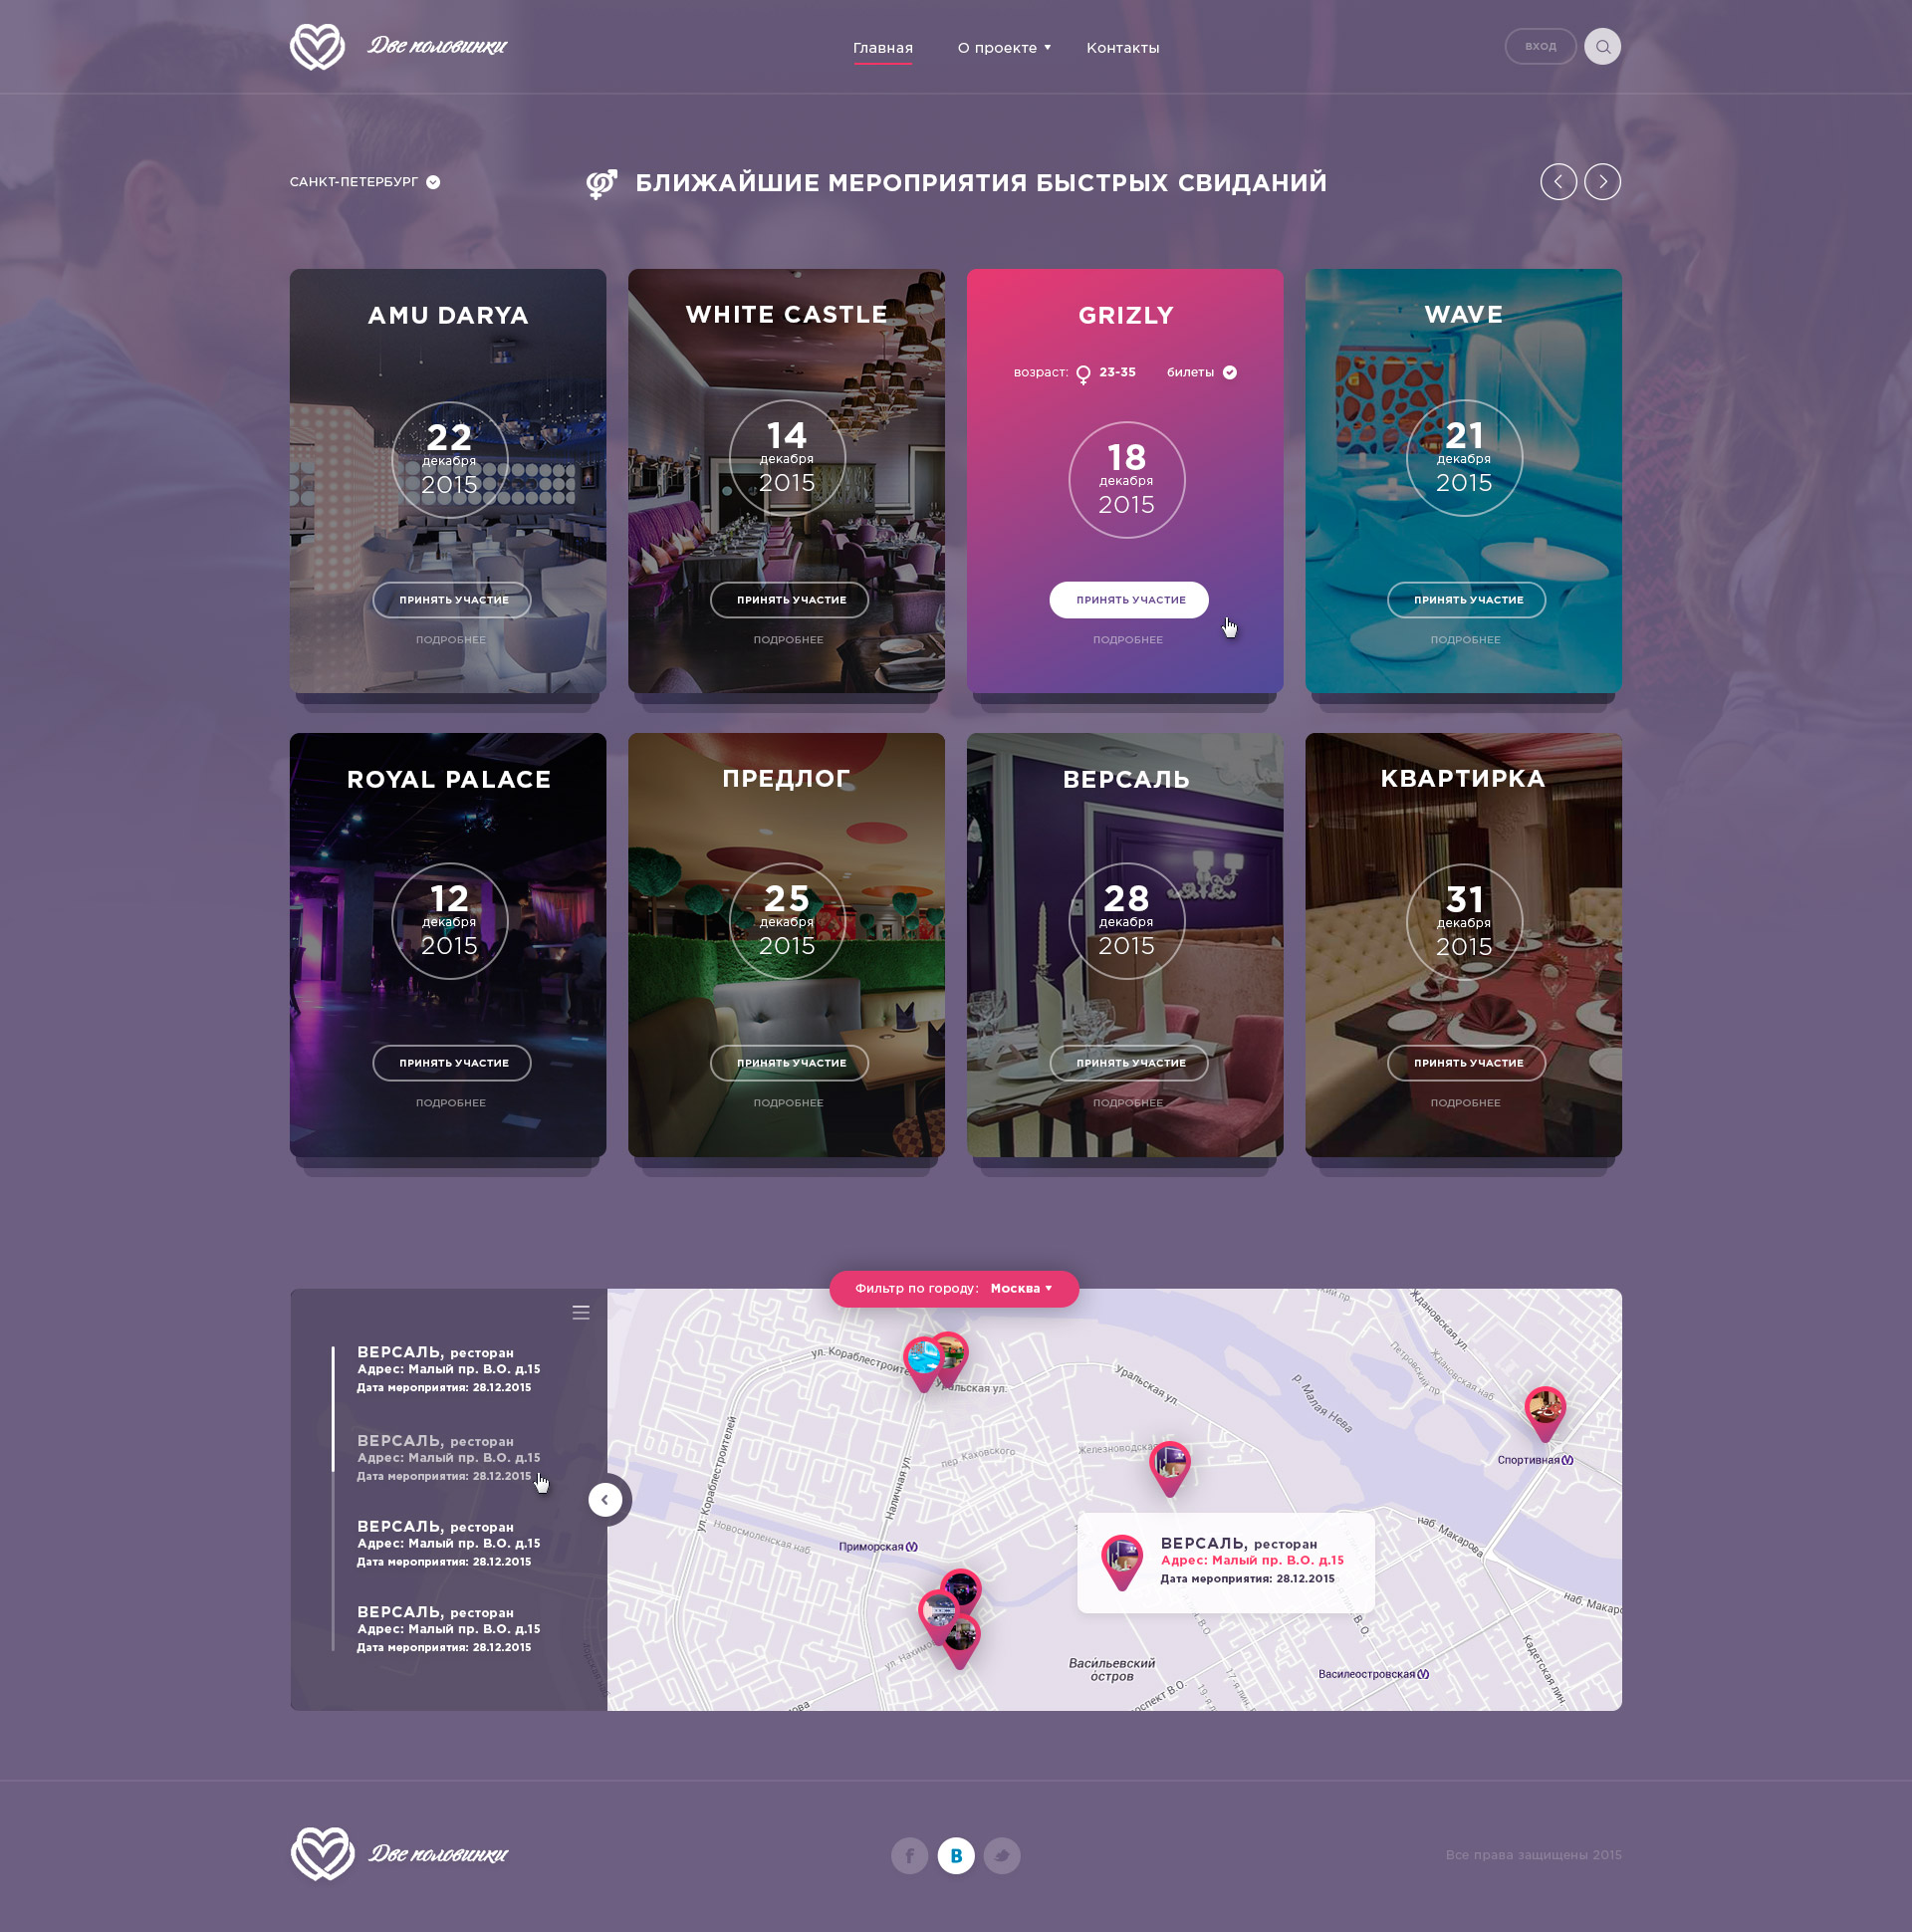 Две половинки
Главная
О проекте
Контакты
ВХОД
САНКТ-ПЕТЕРБУРГ
БЛИЖАЙШИЕ МЕРОПРИЯТИЯ БЫСТРЫХ СВИДАНИЙ
AMU DARYA
22
декабря
2015
ПРИНЯТЬ УЧАСТИЕ
ПОДРОБНЕЕ
WHITE CASTLE
14
декабря
2015
ПРИНЯТЬ УЧАСТИЕ
ПОДРОБНЕЕ
GRIZLY
возраст: 23-35 билеты
18
декабря
2015
ПРИНЯТЬ УЧАСТИЕ
ПОДРОБНЕЕ
WAVE
21
декабря
2015
ПРИНЯТЬ УЧАСТИЕ
ПОДРОБНЕЕ
ROYAL PALACE
12
декабря
2015
ПРИНЯТЬ УЧАСТИЕ
ПОДРОБНЕЕ
ПРЕДЛОГ
25
декабря
2015
ПРИНЯТЬ УЧАСТИЕ
ПОДРОБНЕЕ
ВЕРСАЛЬ
28
декабря
2015
ПРИНЯТЬ УЧАСТИЕ
ПОДРОБНЕЕ
КВАРТИРКА
31
декабря
2015
ПРИНЯТЬ УЧАСТИЕ
ПОДРОБНЕЕ
Фильтр по городу: Москва
ВЕРСАЛЬ, ресторан
Адрес: Малый пр. В.О. д.15
Дата мероприятия: 28.12.2015
ВЕРСАЛЬ, ресторан
Адрес: Малый пр. В.О. д.15
Дата мероприятия: 28.12.2015
ВЕРСАЛЬ, ресторан
Адрес: Малый пр. В.О. д.15
Дата мероприятия: 28.12.2015
ВЕРСАЛЬ, ресторан
Адрес: Малый пр. В.О. д.15
Дата мероприятия: 28.12.2015
Ждановская ул.
Ждановская наб
Петровский пр.
ул. Кораблестроите
Уральская ул.
Уральская ул.
р. Малая Нева
ул. Кораблестроителей
Наличная ул.
пер. Каховского
Железноводская
Спортивная
Новосмоленская наб
Приморская
наб. Макарова
ВЕРСАЛЬ, ресторан
Адрес: Малый пр. В.О. д.15
Дата мероприятия: 28.12.2015
наб. Макаро
ул. Нахимо
Васильевский
остров
Василеостровская
Кадетская лин
17-я лин.
19-я л
оспект В.О.
Две половинки
f
B
Все права защищены 2015